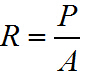 R = P/A